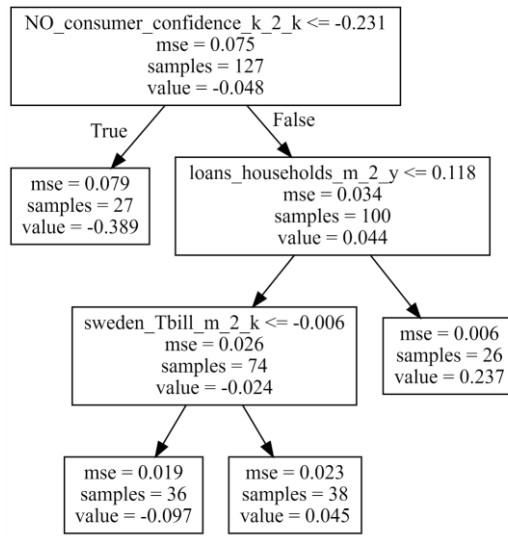 NO_consumer_confidence_k_2_k <= -0.231
mse = 0.075
samples = 127
value = -0.048
True
False
mse = 0.079
samples = 27
value = -0.389
loans_households_m_2_y <= 0.118
mse = 0.034
samples = 100
value = 0.044
sweden_Tbill_m_2_k <= -0.006
mse = 0.026
samples = 74
value = -0.024
mse = 0.006
samples = 26
value = 0.237
mse = 0.019
samples = 36
value = -0.097
mse = 0.023
samples = 38
value = 0.045